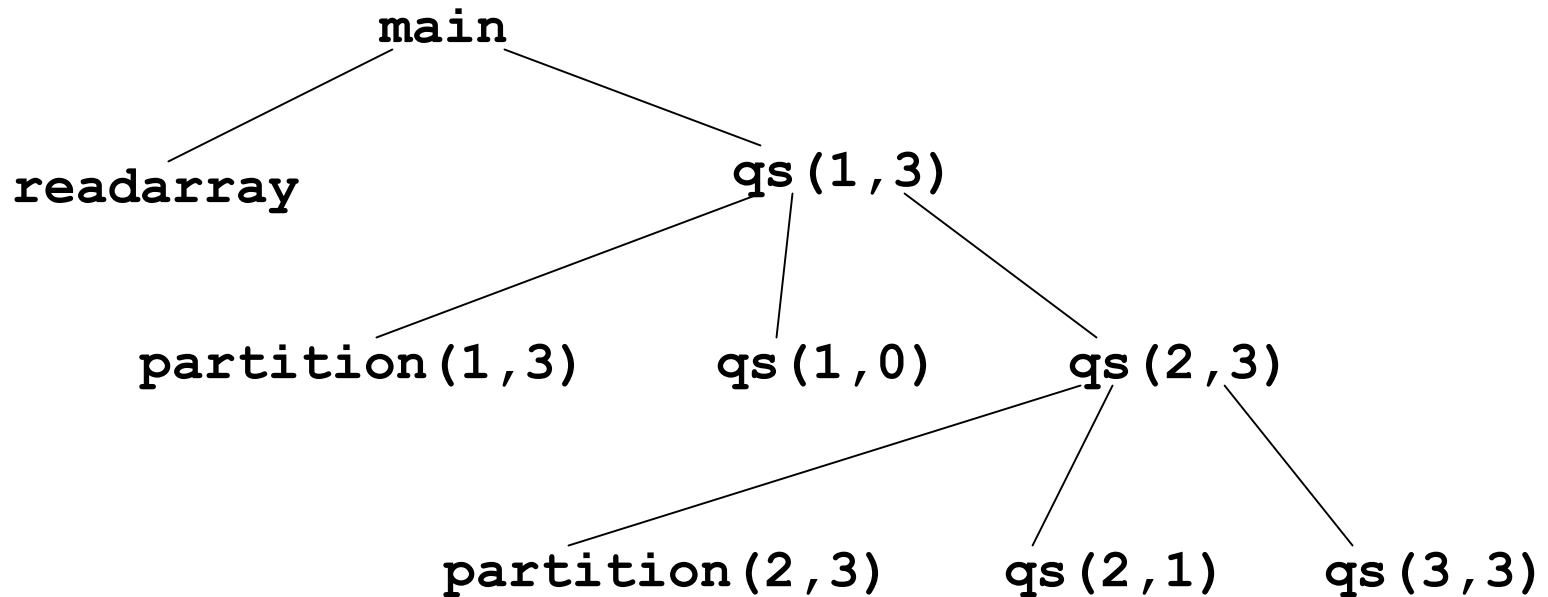 main
readarray
qs(1,3)
partition(1,3)
qs(1,0)
qs(2,3)
partition(2,3)
qs(2,1)
qs(3,3)